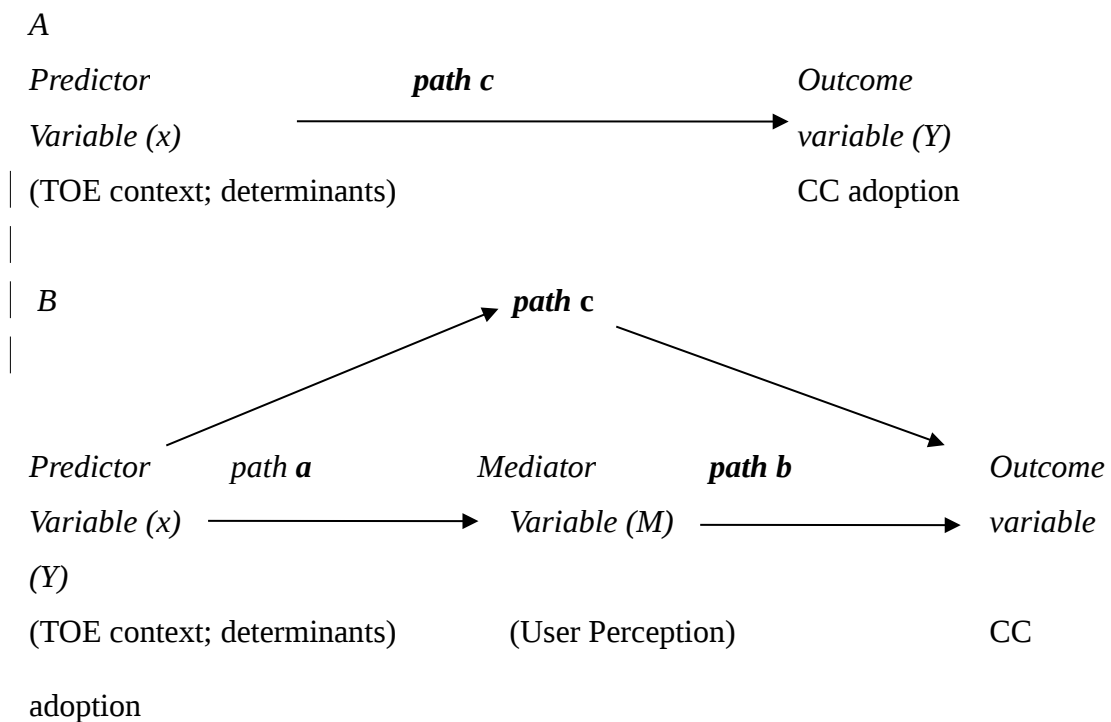 A
Predictor path c Outcome
Variable (x) variable (Y)
(TOE context; determinants) CC adoption
B path c
Predictor path a Mediator path b Outcome
Variable (x) Variable (M) variable
(Y)
(TOE context; determinants) (User Perception) CC
adoption